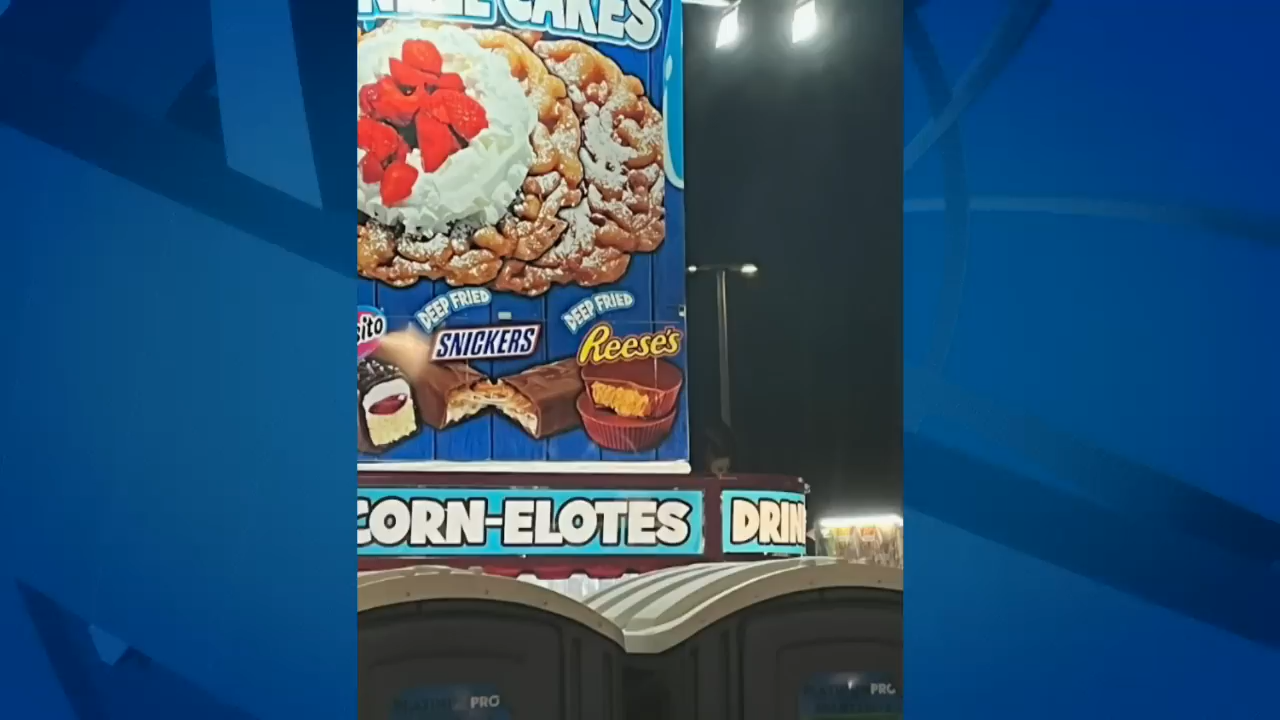 CAKES
DEEP FRIED
DEEP FRIED
SNICKERS
Reese's
CORN-ELOTES
PRO
PRO